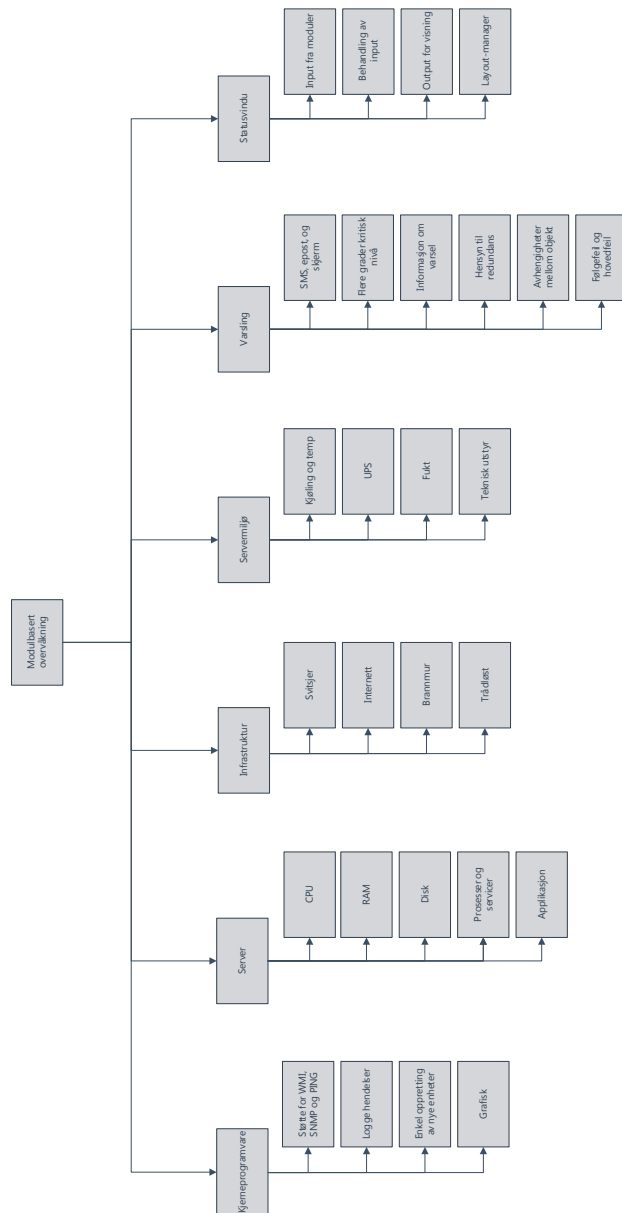 Modulbasert
overvåkning
Kjerneprogramvare
Støtte for WMI,
SNMP og PING
Logge hendelser
Enkel oppretting
av nye enheter
Grafisk
Server
CPU
RAM
Disk
Prosesser og
servicer
Applikasjon
Infrastruktur
Svitsjer
Internett
Brannmur
Trådløst
Servermiljø
Kjøling og temp
UPS
Fukt
Teknisk utstyr
Varsling
SMS, epost, og
skjerm
Flere grader kritisk
nivå
Informasjon om
varsel
Hensyn til
redundans
Avhengigheter
mellom objekt
Følgefeil og
hovedfeil
Statusvindu
Input fra moduler
Behandling av
input
Output for visning
Layout-manager